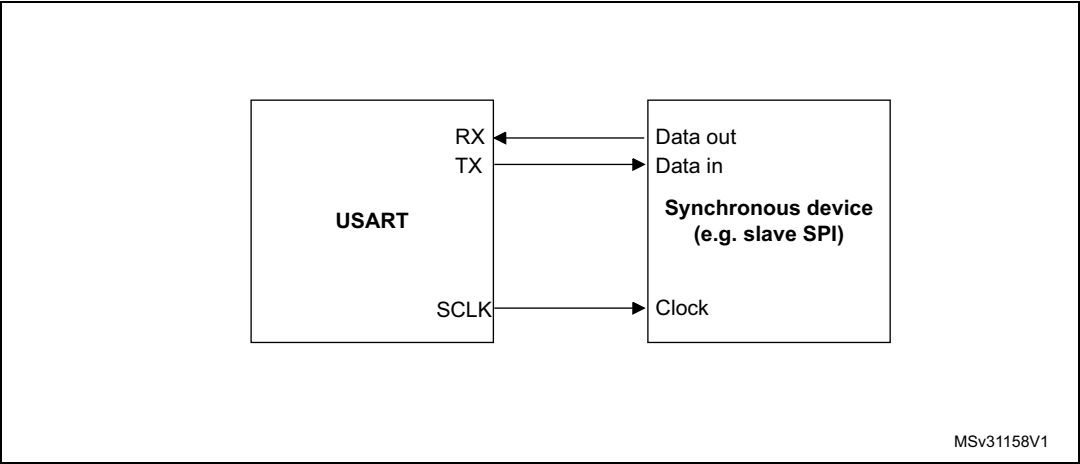 RX
Data out
TX
Data in
USART
Synchronous device
(e.g. slave SPI)
SCLK
Clock
MSv31158V1